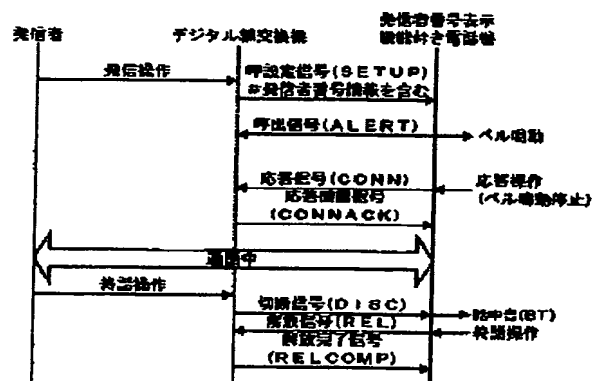 発信者
デジタル網交換機
発信者番号表示
機能付き電話機
発信操作
呼設定信号(SETUP)
※発信者番号情報を含む
呼出信号(ALERT)
ベル鳴動
応答信号(CONN)
応答操作
(ベル鳴動停止)
応答確認信号
(CONNACK)
通話中
終話操作
切断信号(DISC)
話中音(BT)
解放信号(REL)
終話操作
解放完了信号
(RELCOMP)